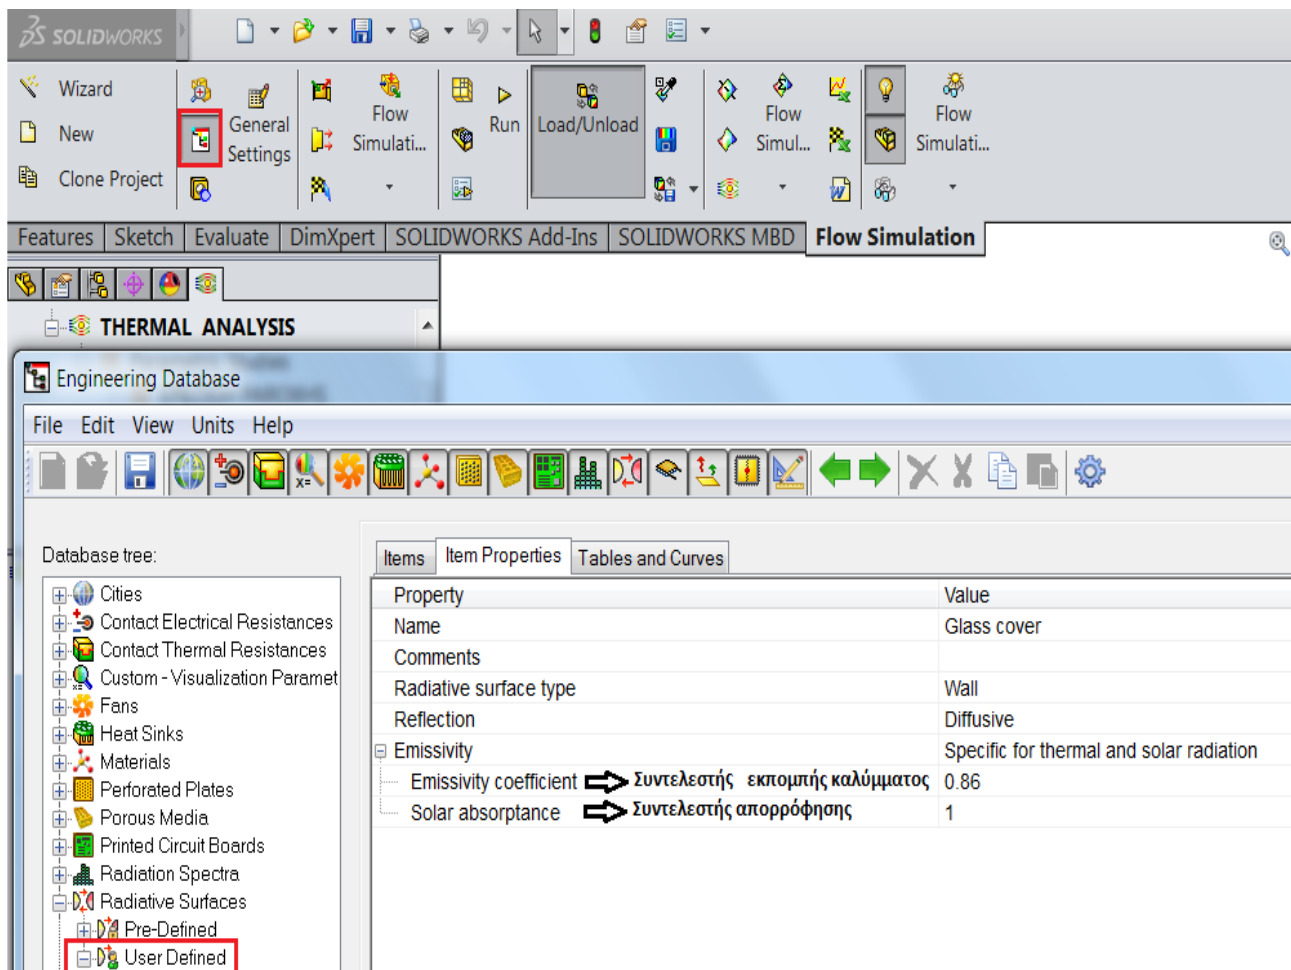 SOLIDWORKS
Wizard
New
Clone Project
General
Settings
Flow
Simulati...
Run
Load/Unload
Flow
Simul...
Flow
Simulati...
Features Sketch Evaluate DimXpert SOLIDWORKS Add-Ins SOLIDWORKS MBD Flow Simulation
THERMAL ANALYSIS
Engineering Database
File Edit View Units Help
Database tree:
Cities
Contact Electrical Resistances
Contact Thermal Resistances
Custom - Visualization Paramet
Fans
Heat Sinks
Materials
Perforated Plates
Porous Media
Printed Circuit Boards
Radiation Spectra
Radiative Surfaces
Pre-Defined
User Defined
Items Item Properties Tables and Curves
Property Value
Name Glass cover
Comments
Radiative surface type Wall
Reflection Diffusive
Emissivity Specific for thermal and solar radiation
Emissivity coefficient Συντελεστής εκπομπής καλύμματος 0.86
Solar absorptance Συντελεστής απορρόφησης 1